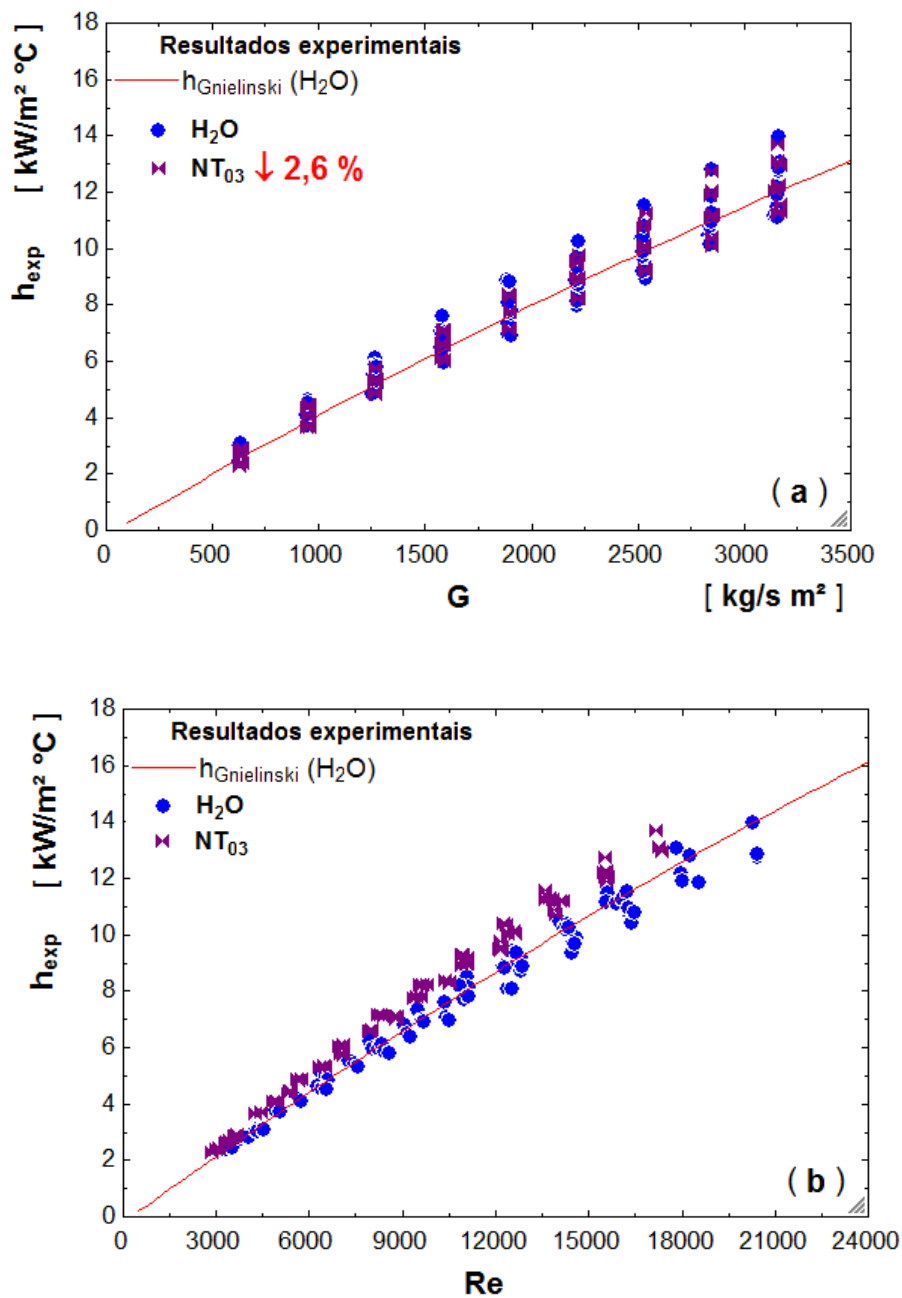 Resultados experimentais
hGnielinski (H₂O)
H₂O
NT₀₃ ↓ 2,6 %
hexp [ kW/m² °C ]
18
16
14
12
10
8
6
4
2
0
( a )
0 500 1000 1500 2000 2500 3000 3500
G [ kg/s m² ]
Resultados experimentais
hGnielinski (H₂O)
H₂O
NT₀₃
hexp [ kW/m² °C ]
18
16
14
12
10
8
6
4
2
0
( b )
0 3000 6000 9000 12000 15000 18000 21000 24000
Re